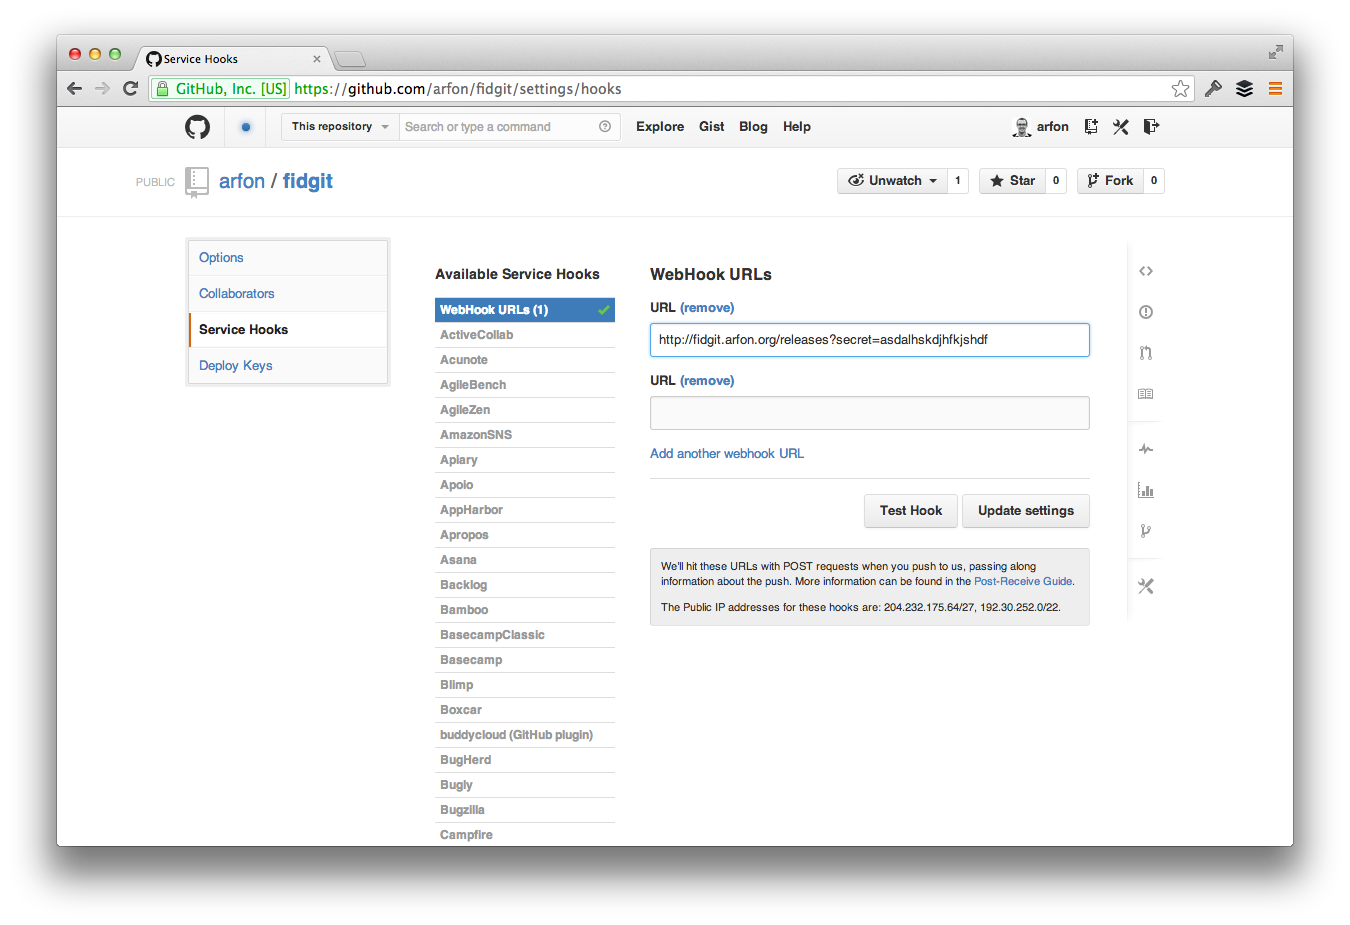 Service Hooks
GitHub, Inc. [US] https://github.com/arfon/fidgit/settings/hooks
This repository Search or type a command Explore Gist Blog Help arfon
PUBLIC arfon / fidgit Unwatch 1 Star 0 Fork 0
Options
Collaborators
Service Hooks
Deploy Keys
Available Service Hooks
WebHook URLs (1)
ActiveCollab
Acunote
AgileBench
AgileZen
AmazonSNS
Apiary
Apoio
AppHarbor
Apropos
Asana
Backlog
Bamboo
BasecampClassic
Basecamp
Blimp
Boxcar
buddycloud (GitHub plugin)
BugHerd
Bugly
Bugzilla
Campfire
WebHook URLs
URL (remove)
http://fidgit.arfon.org/releases?secret=asdalhskdjhfkjshdf
URL (remove)
Add another webhook URL
Test Hook Update settings
We'll hit these URLs with POST requests when you push to us, passing along
information about the push. More information can be found in the Post-Receive Guide.
The Public IP addresses for these hooks are: 204.232.175.64/27, 192.30.252.0/22.